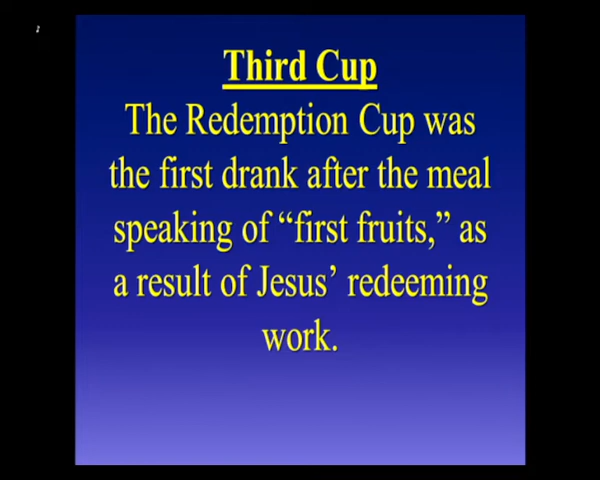 Third Cup
The Redemption Cup was
the first drank after the meal
speaking of “first fruits,” as
a result of Jesus’ redeeming
work.